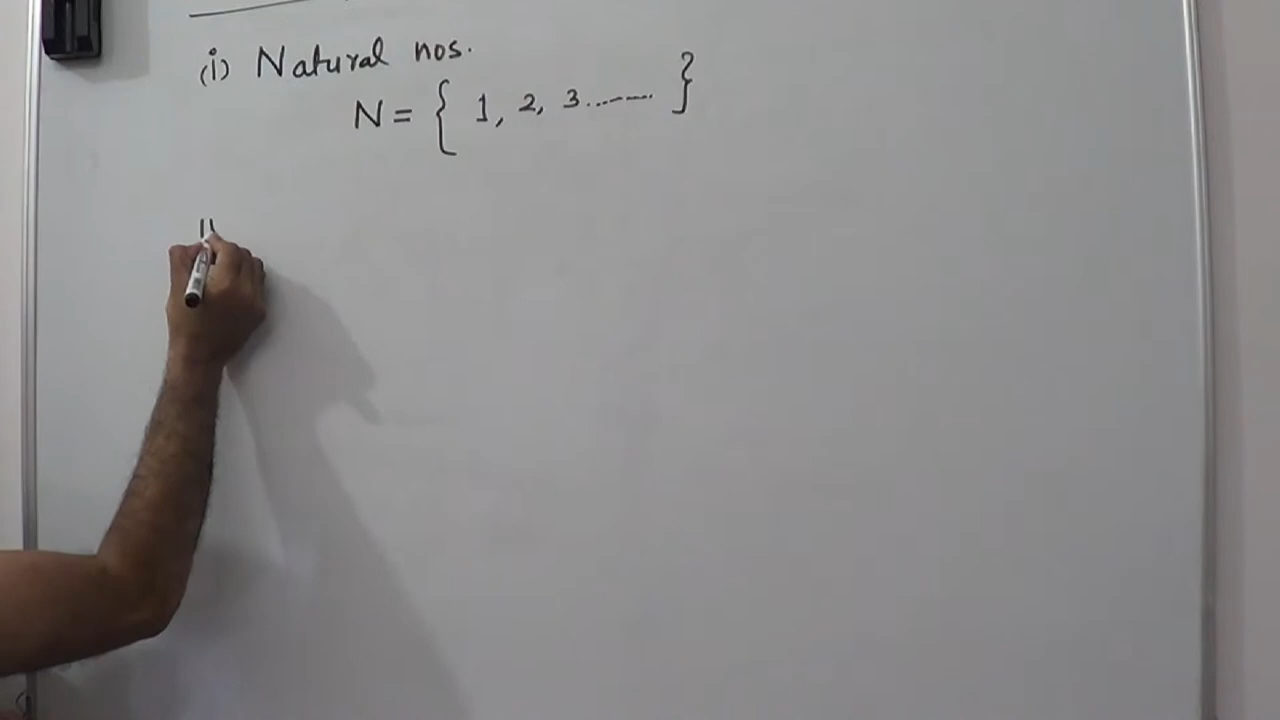 (i) Natural nos.
N = { 1, 2, 3....---- }